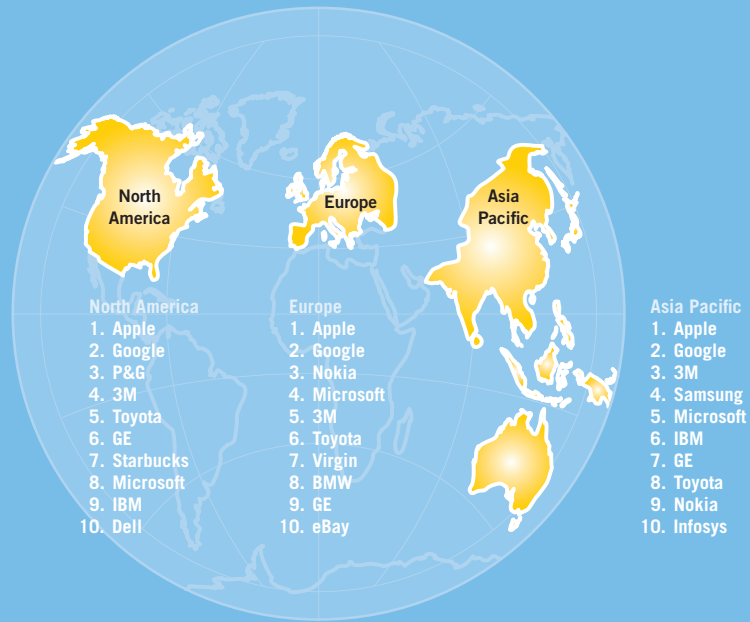 North
America
Europe
Asia
Pacific
North America
1. Apple
2. Google
3. P&G
4. 3M
5. Toyota
6. GE
7. Starbucks
8. Microsoft
9. IBM
10. Dell
Europe
1. Apple
2. Google
3. Nokia
4. Microsoft
5. 3M
6. Toyota
7. Virgin
8. BMW
9. GE
10. eBay
Asia Pacific
1. Apple
2. Google
3. 3M
4. Samsung
5. Microsoft
6. IBM
7. GE
8. Toyota
9. Nokia
10. Infosys